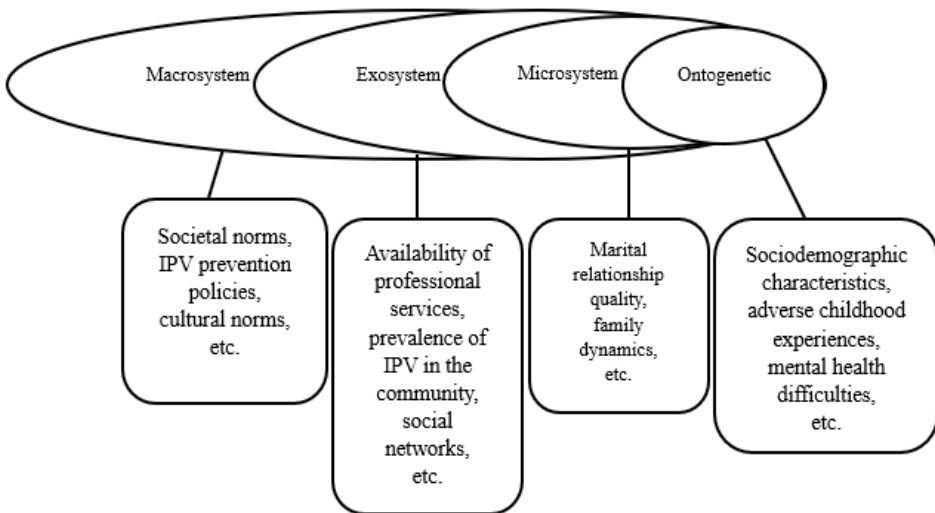 Macrosystem
Exosystem
Microsystem
Ontogenetic
Societal norms,
IPV prevention
policies,
cultural norms,
etc.
Availability of
professional
services,
prevalence of
IPV in the
community,
social
networks,
etc.
Marital
relationship
quality,
family
dynamics,
etc.
Sociodemographic
characteristics,
adverse childhood
experiences,
mental health
difficulties,
etc.